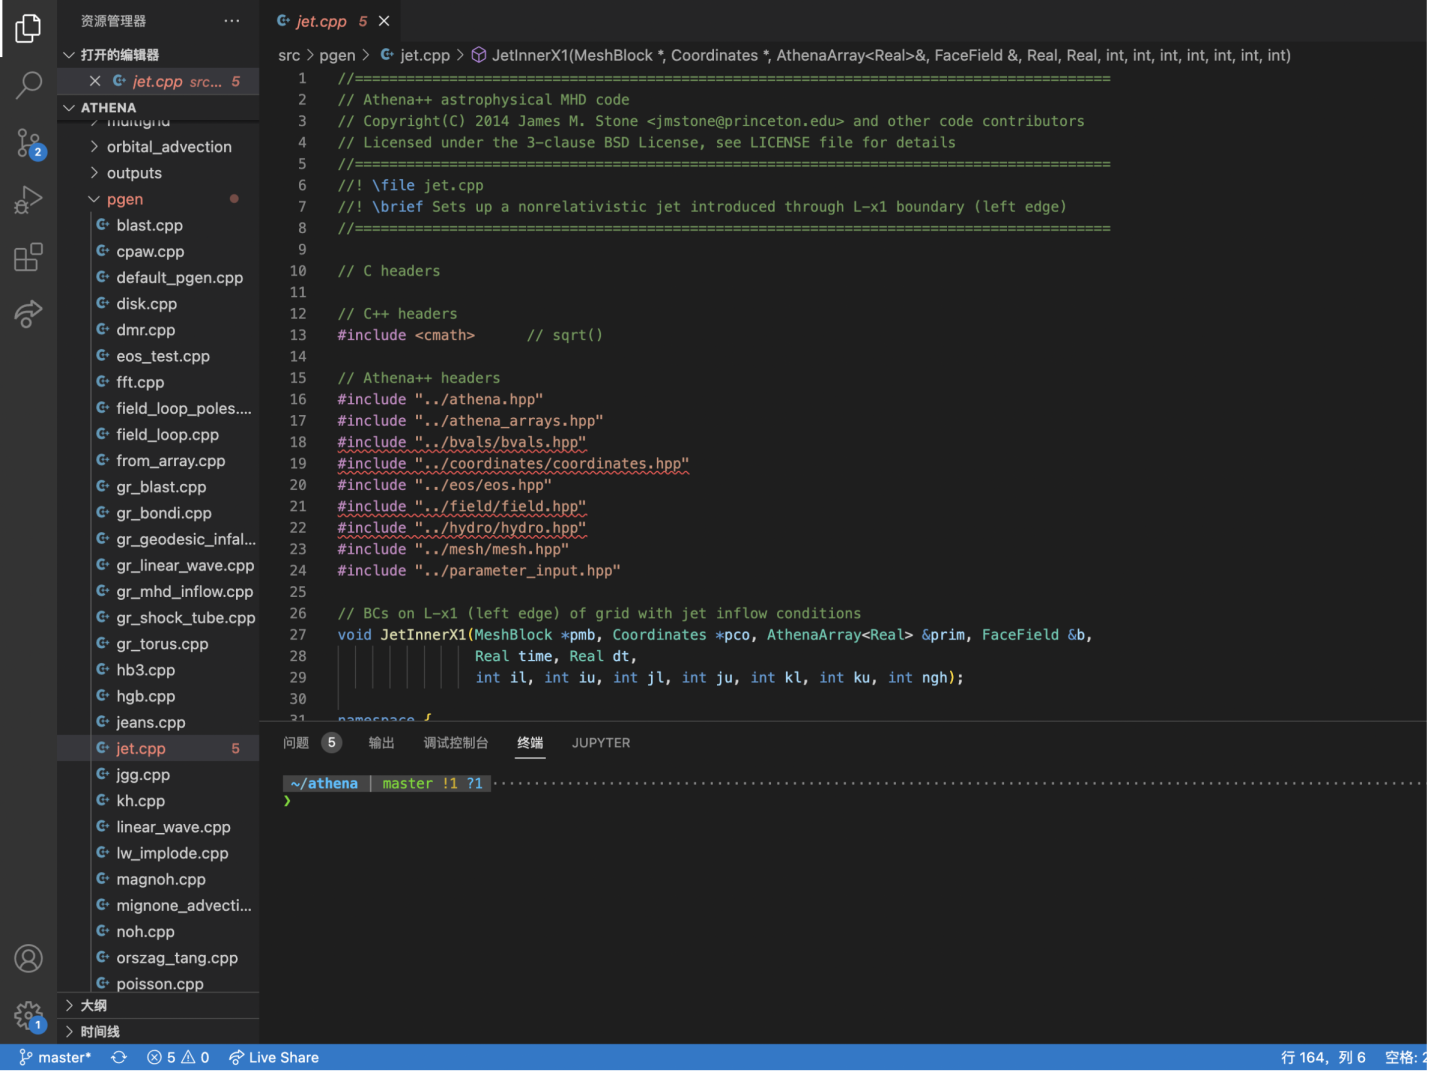 资源管理器 ...
打开的编辑器
jet.cpp src... 5
ATHENA
multigrid
orbital_advection
outputs
pgen
blast.cpp
cpaw.cpp
default_pgen.cpp
disk.cpp
dmr.cpp
eos_test.cpp
fft.cpp
field_loop_poles....
field_loop.cpp
from_array.cpp
gr_blast.cpp
gr_bondi.cpp
gr_geodesic_infal...
gr_linear_wave.cpp
gr_mhd_inflow.cpp
gr_shock_tube.cpp
gr_torus.cpp
hb3.cpp
hgb.cpp
jeans.cpp
jet.cpp 5
jgg.cpp
kh.cpp
linear_wave.cpp
lw_implode.cpp
magnoh.cpp
mignone_advecti...
noh.cpp
orszag_tang.cpp
poisson.cpp
大纲
时间线
2
1
jet.cpp 5
src > pgen > jet.cpp > JetInnerX1(MeshBlock *, Coordinates *, AthenaArray<Real>&, FaceField &, Real, Real, int, int, int, int, int, int, int)
1 //========================================================================================
2 // Athena++ astrophysical MHD code
3 // Copyright(C) 2014 James M. Stone <jmstone@princeton.edu> and other code contributors
4 // Licensed under the 3-clause BSD License, see LICENSE file for details
5 //========================================================================================
6 //! \file jet.cpp
7 //! \brief Sets up a nonrelativistic jet introduced through L-x1 boundary (left edge)
8 //========================================================================================
9
10 // C headers
11
12 // C++ headers
13 #include <cmath>      // sqrt()
14
15 // Athena++ headers
16 #include "../athena.hpp"
17 #include "../athena_arrays.hpp"
18 #include "../bvals/bvals.hpp"
19 #include "../coordinates/coordinates.hpp"
20 #include "../eos/eos.hpp"
21 #include "../field/field.hpp"
22 #include "../hydro/hydro.hpp"
23 #include "../mesh/mesh.hpp"
24 #include "../parameter_input.hpp"
25
26 // BCs on L-x1 (left edge) of grid with jet inflow conditions
27 void JetInnerX1(MeshBlock *pmb, Coordinates *pco, AthenaArray<Real> &prim, FaceField &b,
28                 Real time, Real dt,
29                 int il, int iu, int jl, int ju, int kl, int ku, int ngh);
30
31 namespace {
问题 5 输出 调试控制台 终端 JUPYTER
~/athena | master !1 ?1
❯
master* 5 0 Live Share 行 164，列 6 空格: 2